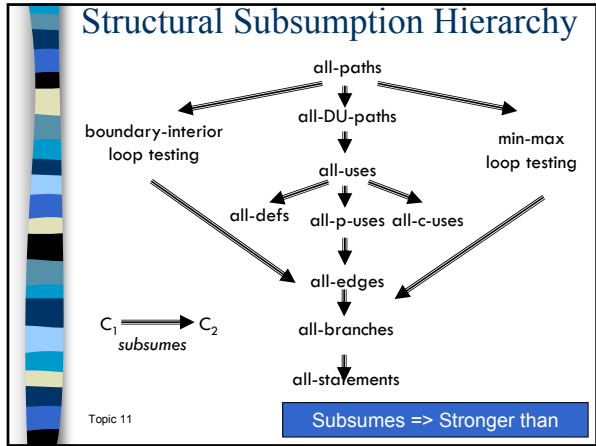 Structural Subsumption Hierarchy
all-paths
all-DU-paths
boundary-interior
loop testing
min-max
loop testing
all-uses
all-defs
all-p-uses
all-c-uses
all-edges
C1
C2
subsumes
all-branches
all-statements
Topic 11
Subsumes => Stronger than